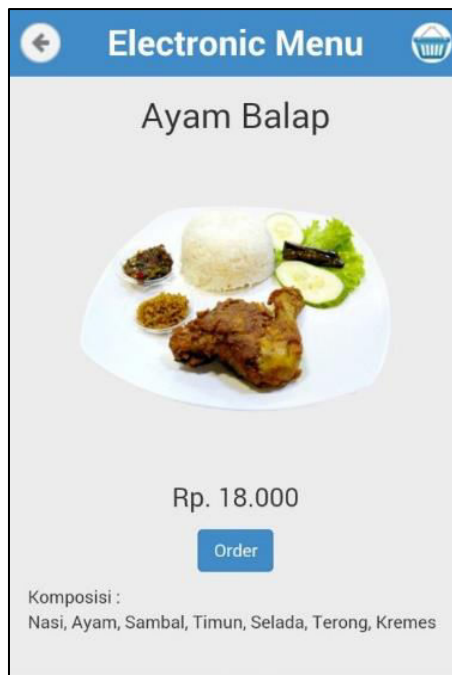 Electronic Menu
Ayam Balap
Rp. 18.000
Order
Komposisi :
Nasi, Ayam, Sambal, Timun, Selada, Terong, Kremes